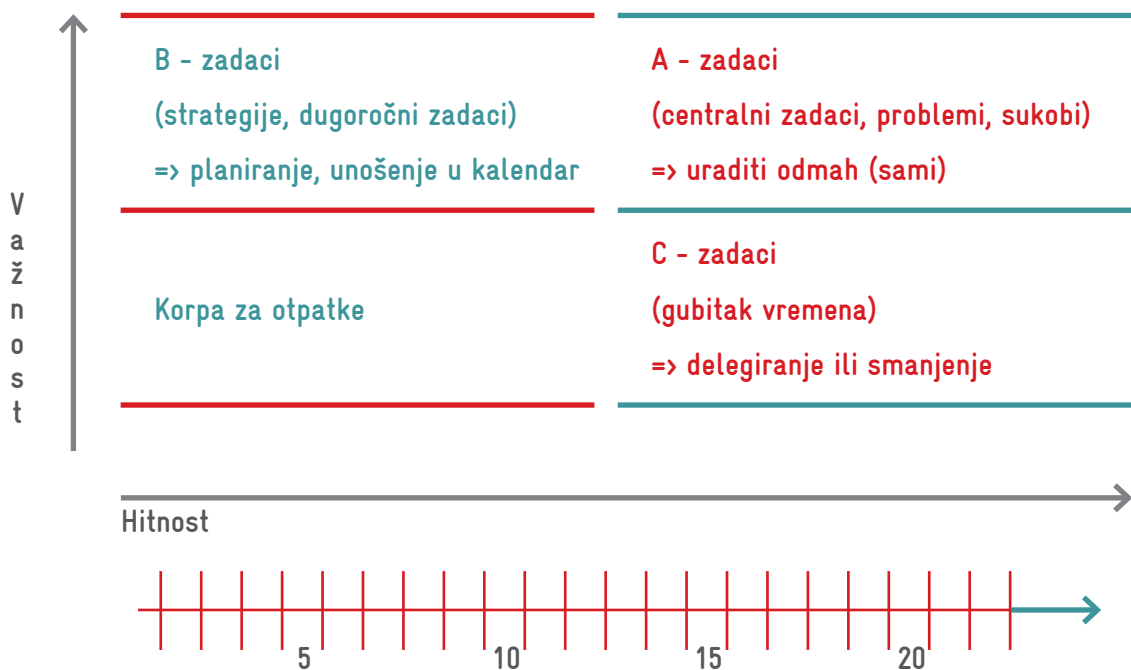 B - zadaci
(strategije, dugoročni zadaci)
=> planiranje, unošenje u kalendar
A - zadaci
(centralni zadaci, problemi, sukobi)
=> uraditi odmah (sami)
Važnost
Korpa za otpatke
C - zadaci
(gubitak vremena)
=> delegiranje ili smanjenje
Hitnost
5 10 15 20